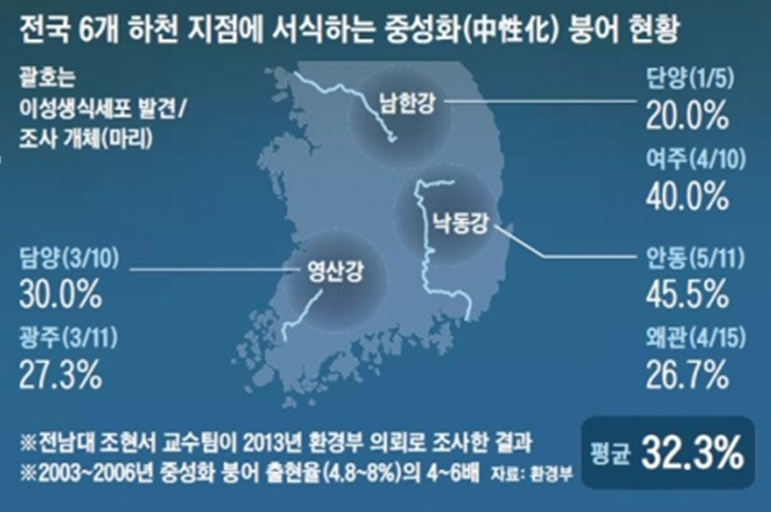 전국 6개 하천 지점에 서식하는 중성화(中性化) 붕어 현황
괄호는
이성생식세포 발견/
조사 개체(마리)
남한강
단양(1/5)
20.0%
여주(4/10)
40.0%
낙동강
안동(5/11)
45.5%
왜관(4/15)
26.7%
영산강
담양(3/10)
30.0%
광주(3/11)
27.3%
※전남대 조현서 교수팀이 2013년 환경부 의뢰로 조사한 결과
※2003~2006년 중성화 붕어 출현율(4.8~8%)의 4~6배 자료: 환경부
평균 32.3%